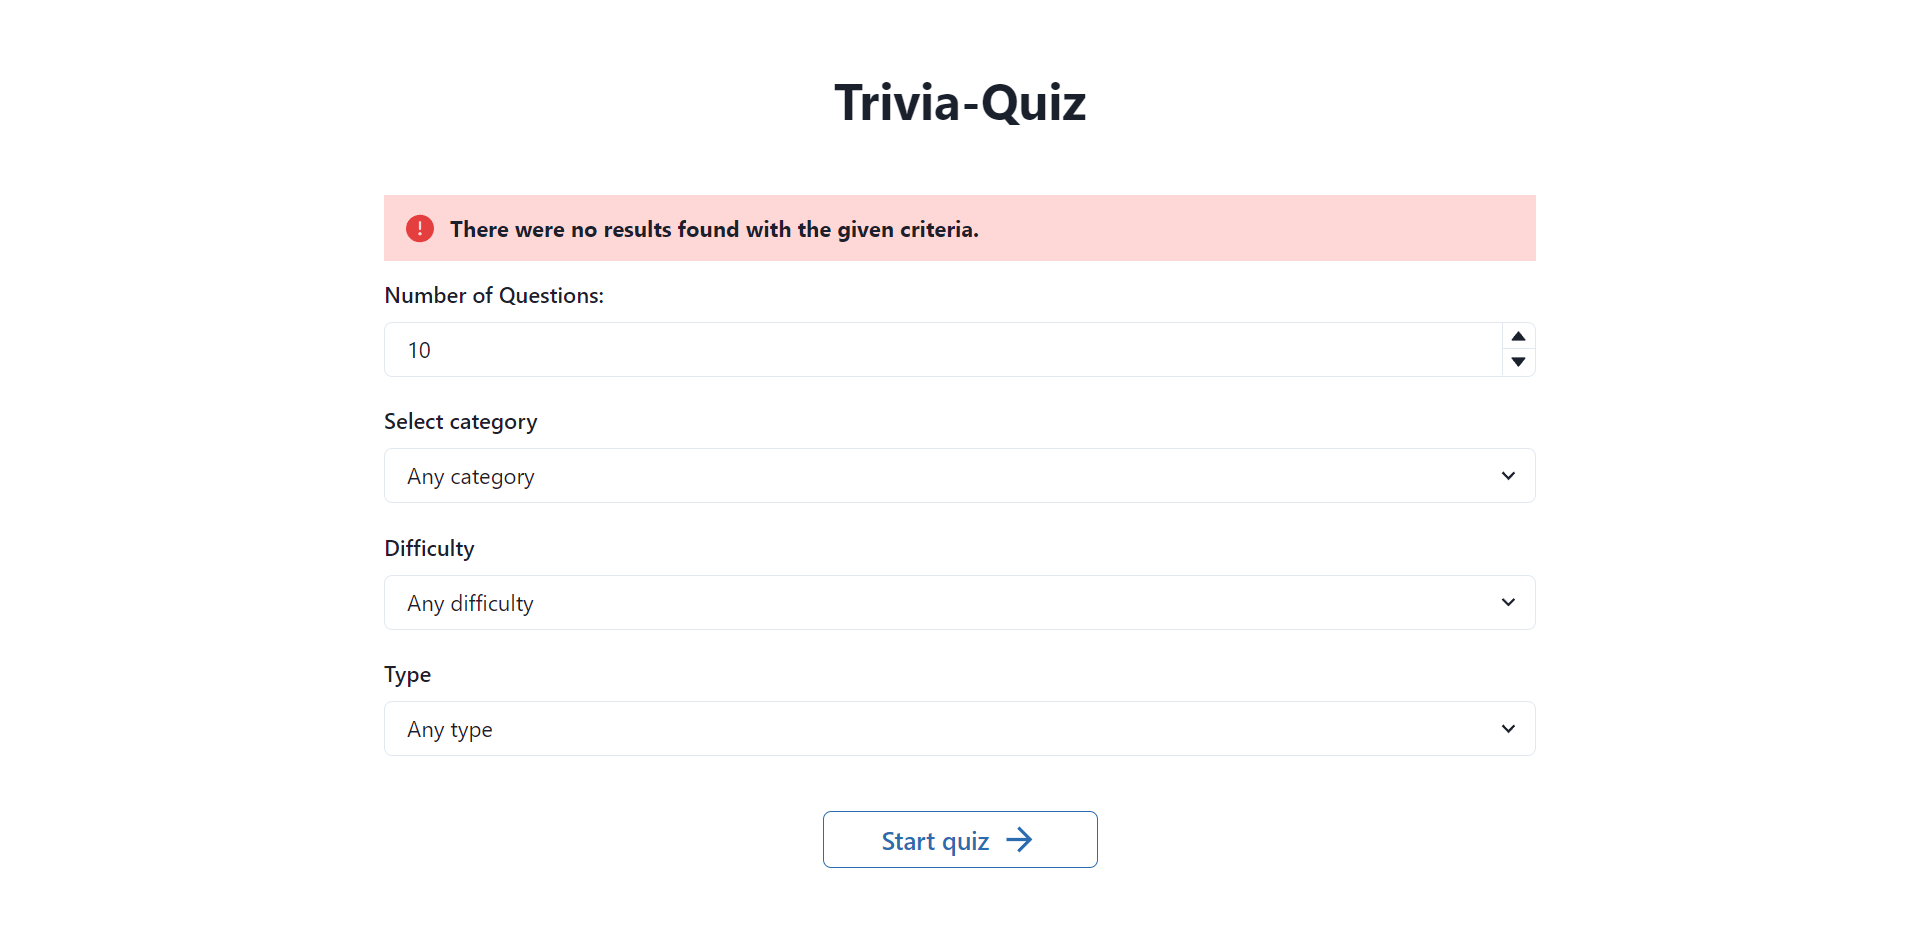 Trivia-Quiz
There were no results found with the given criteria.
Number of Questions:
10
Select category
Any category
Difficulty
Any difficulty
Type
Any type
Start quiz